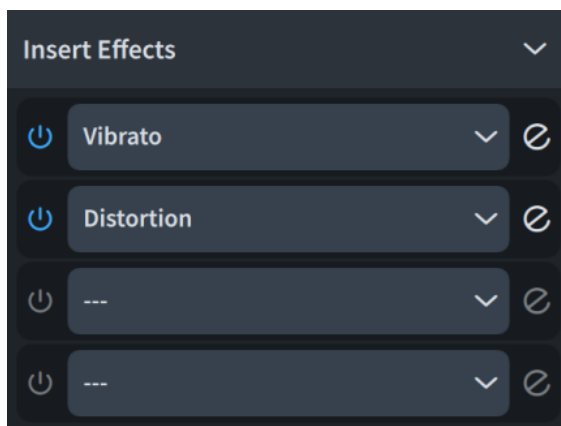 Insert Effects
Vibrato
Distortion
---
---